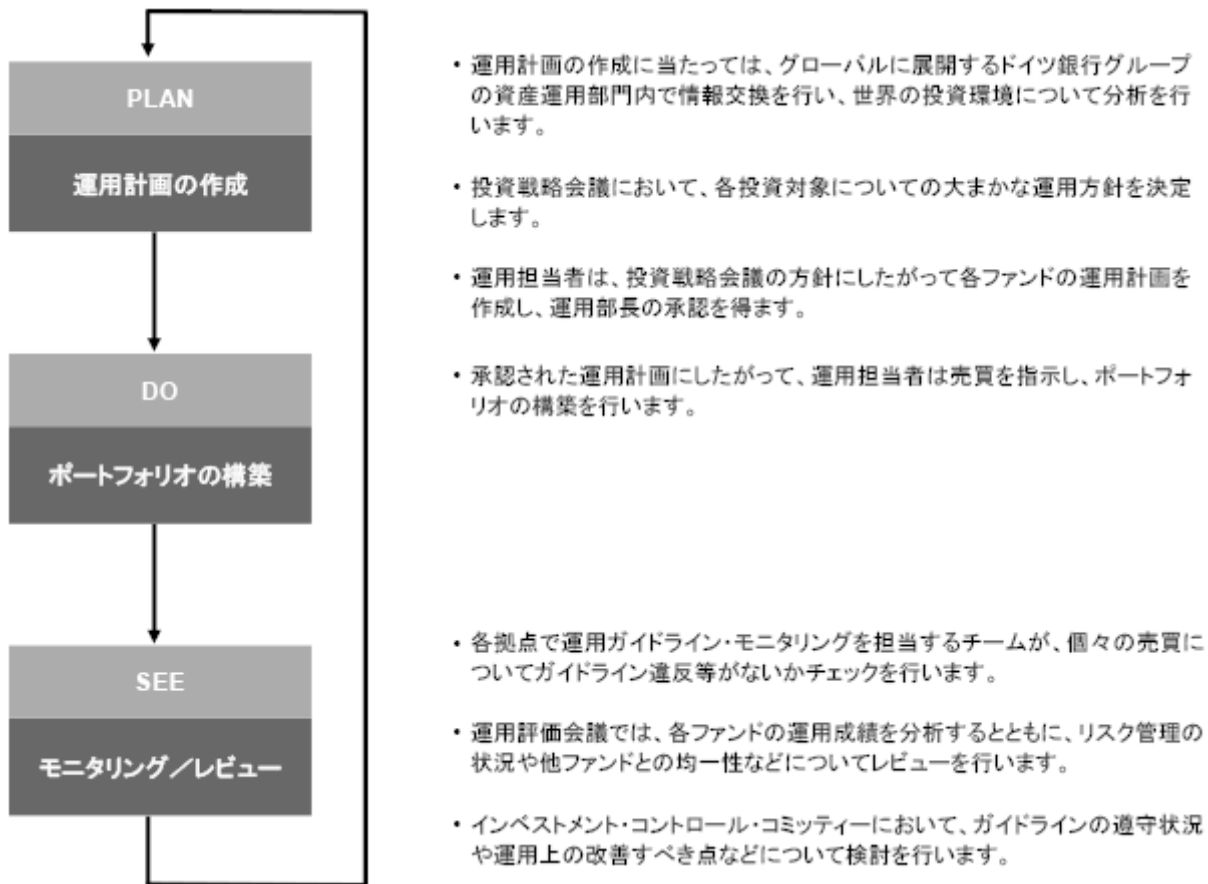 PLAN
運用計画の作成
・運用計画の作成に当たっては、グローバルに展開するドイツ銀行グループ
の資産運用部門内で情報交換を行い、世界の投資環境について分析を行
います。
・投資戦略会議において、各投資対象についての大まかな運用方針を決定
します。
・運用担当者は、投資戦略会議の方針にしたがって各ファンドの運用計画を
作成し、運用部長の承認を得ます。
DO
ポートフォリオの構築
・承認された運用計画にしたがって、運用担当者は売買を指示し、ポートフォ
リオの構築を行います。
SEE
モニタリング／レビュー
・各拠点で運用ガイドライン・モニタリングを担当するチームが、個々の売買に
ついてガイドライン違反等がないかチェックを行います。
・運用評価会議では、各ファンドの運用成績を分析するとともに、リスク管理の
状況や他ファンドとの均一性などについてレビューを行います。
・インベストメント・コントロール・コミッティーにおいて、ガイドラインの遵守状況
や運用上の改善すべき点などについて検討を行います。